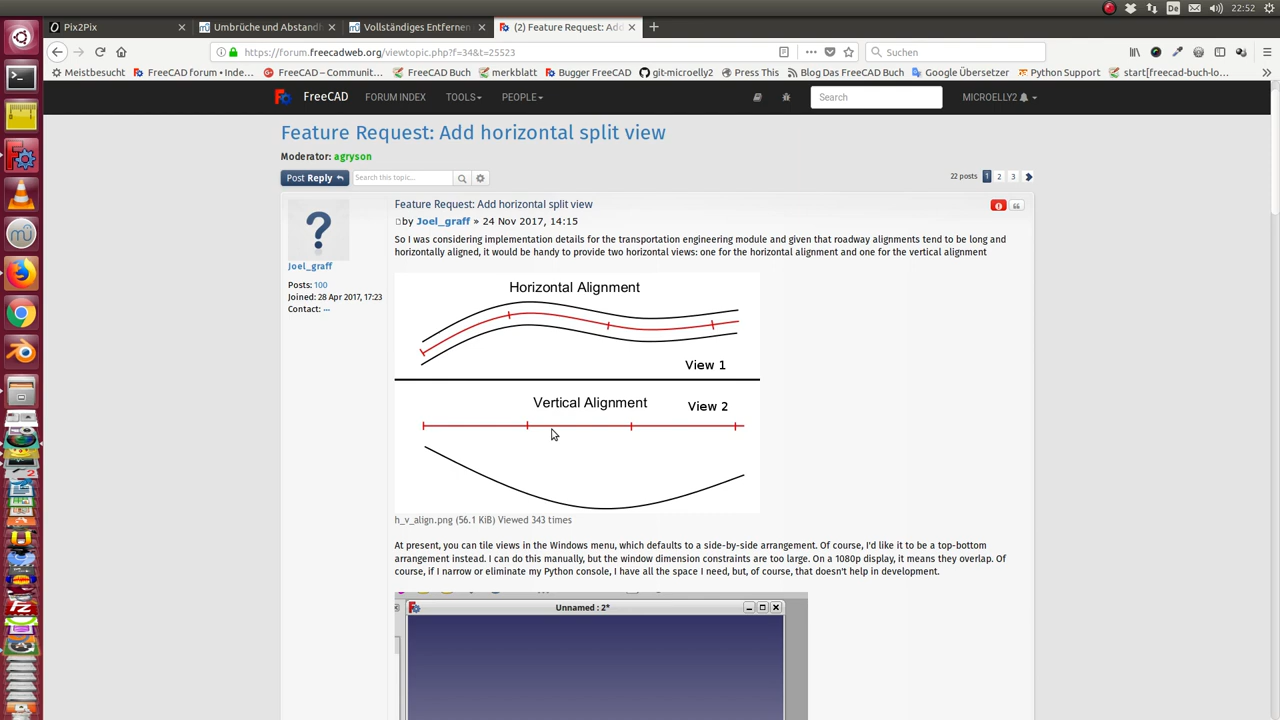 De
22:52
Pix2Pix
Umbrüche und Abstandf
Vollständiges Entfernen
(2) Feature Request: Add
https://forum.freecadweb.org/viewtopic.php?f=34&t=25523
Suchen
Meistbesucht
FreeCAD forum • Inde...
FreeCAD – Communit...
FreeCAD Buch
merkblatt
Bugger FreeCAD
git-microelly2
Press This
Blog Das FreeCAD Buch
Google Übersetzer
Python Support
start[freecad-buch-lo...
FreeCAD
FORUM INDEX
TOOLS
PEOPLE
Search
MICROELLY2
Feature Request: Add horizontal split view
Moderator: agryson
Post Reply
Search this topic...
22 posts
1
2
3
Feature Request: Add horizontal split view
by Joel_graff » 24 Nov 2017, 14:15
Joel_graff
Posts: 100
Joined: 28 Apr 2017, 17:23
Contact:
So I was considering implementation details for the transportation engineering module and given that roadway alignments tend to be long and
horizontally aligned, it would be handy to provide two horizontal views: one for the horizontal alignment and one for the vertical alignment
Horizontal Alignment
View 1
Vertical Alignment
View 2
h_v_align.png (56.1 KiB) Viewed 343 times
At present, you can tile views in the Windows menu, which defaults to a side-by-side arrangement. Of course, I'd like it to be a top-bottom
arrangement instead. I can do this manually, but the window dimension constraints are too large. On a 1080p display, it means they overlap. Of
course, if I narrow or eliminate my Python console, I have all the space I need, but, of course, that doesn't help in development.
Unnamed : 2*